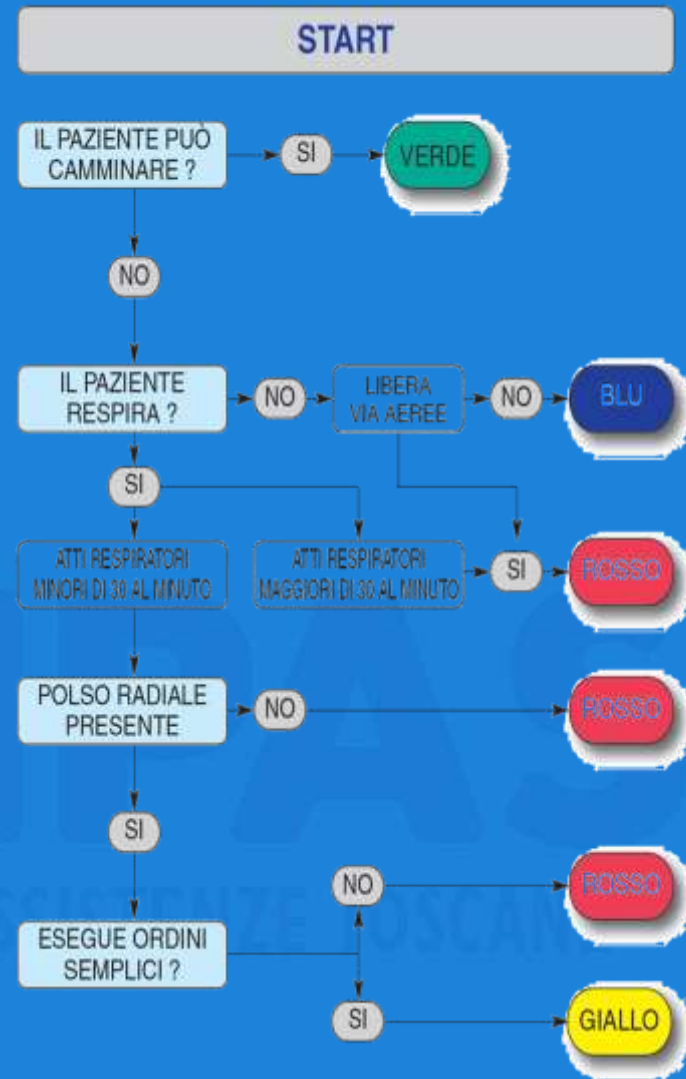 START
IL PAZIENTE PUÒ
CAMMINARE ?
SI
VERDE
NO
IL PAZIENTE
RESPIRA ?
NO
LIBERA
VIA AEREE
NO
BLU
SI
ATTI RESPIRATORI
MINORI DI 30 AL MINUTO
ATTI RESPIRATORI
MAGGIORI DI 30 AL MINUTO
SI
ROSSO
POLSO RADIALE
PRESENTE
NO
ROSSO
SI
NO
ROSSO
ESEGUE ORDINI
SEMPLICI ?
SI
GIALLO